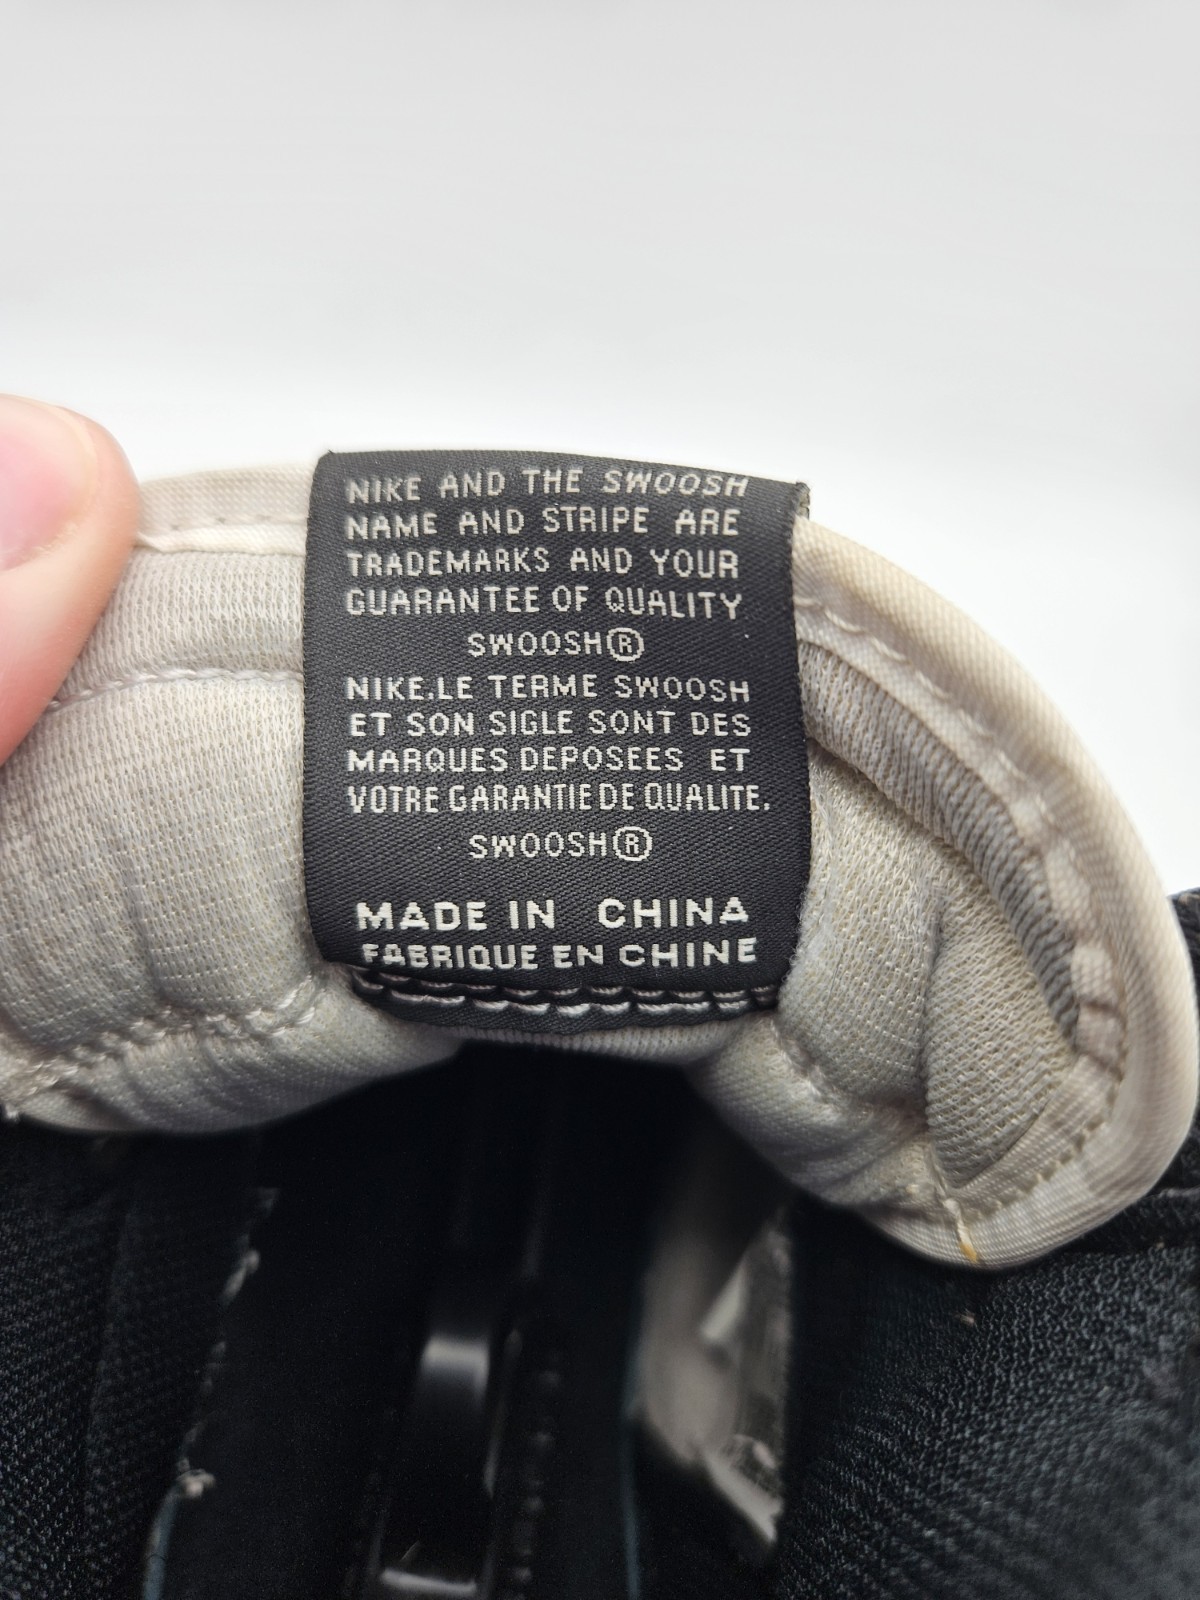 NIKE AND THE SWOOSH
NAME AND STRIPE ARE
TRADEMARKS AND YOUR
GUARANTEE OF QUALITY
SWOOSH®
NIKE.LE TERME SWOOSH
ET SON SIGLE SONT DES
MARQUES DEPOSEES ET
VOTRE GARANTIE DE QUALITE.
SWOOSH®
MADE IN CHINA
FABRIQUE EN CHINE